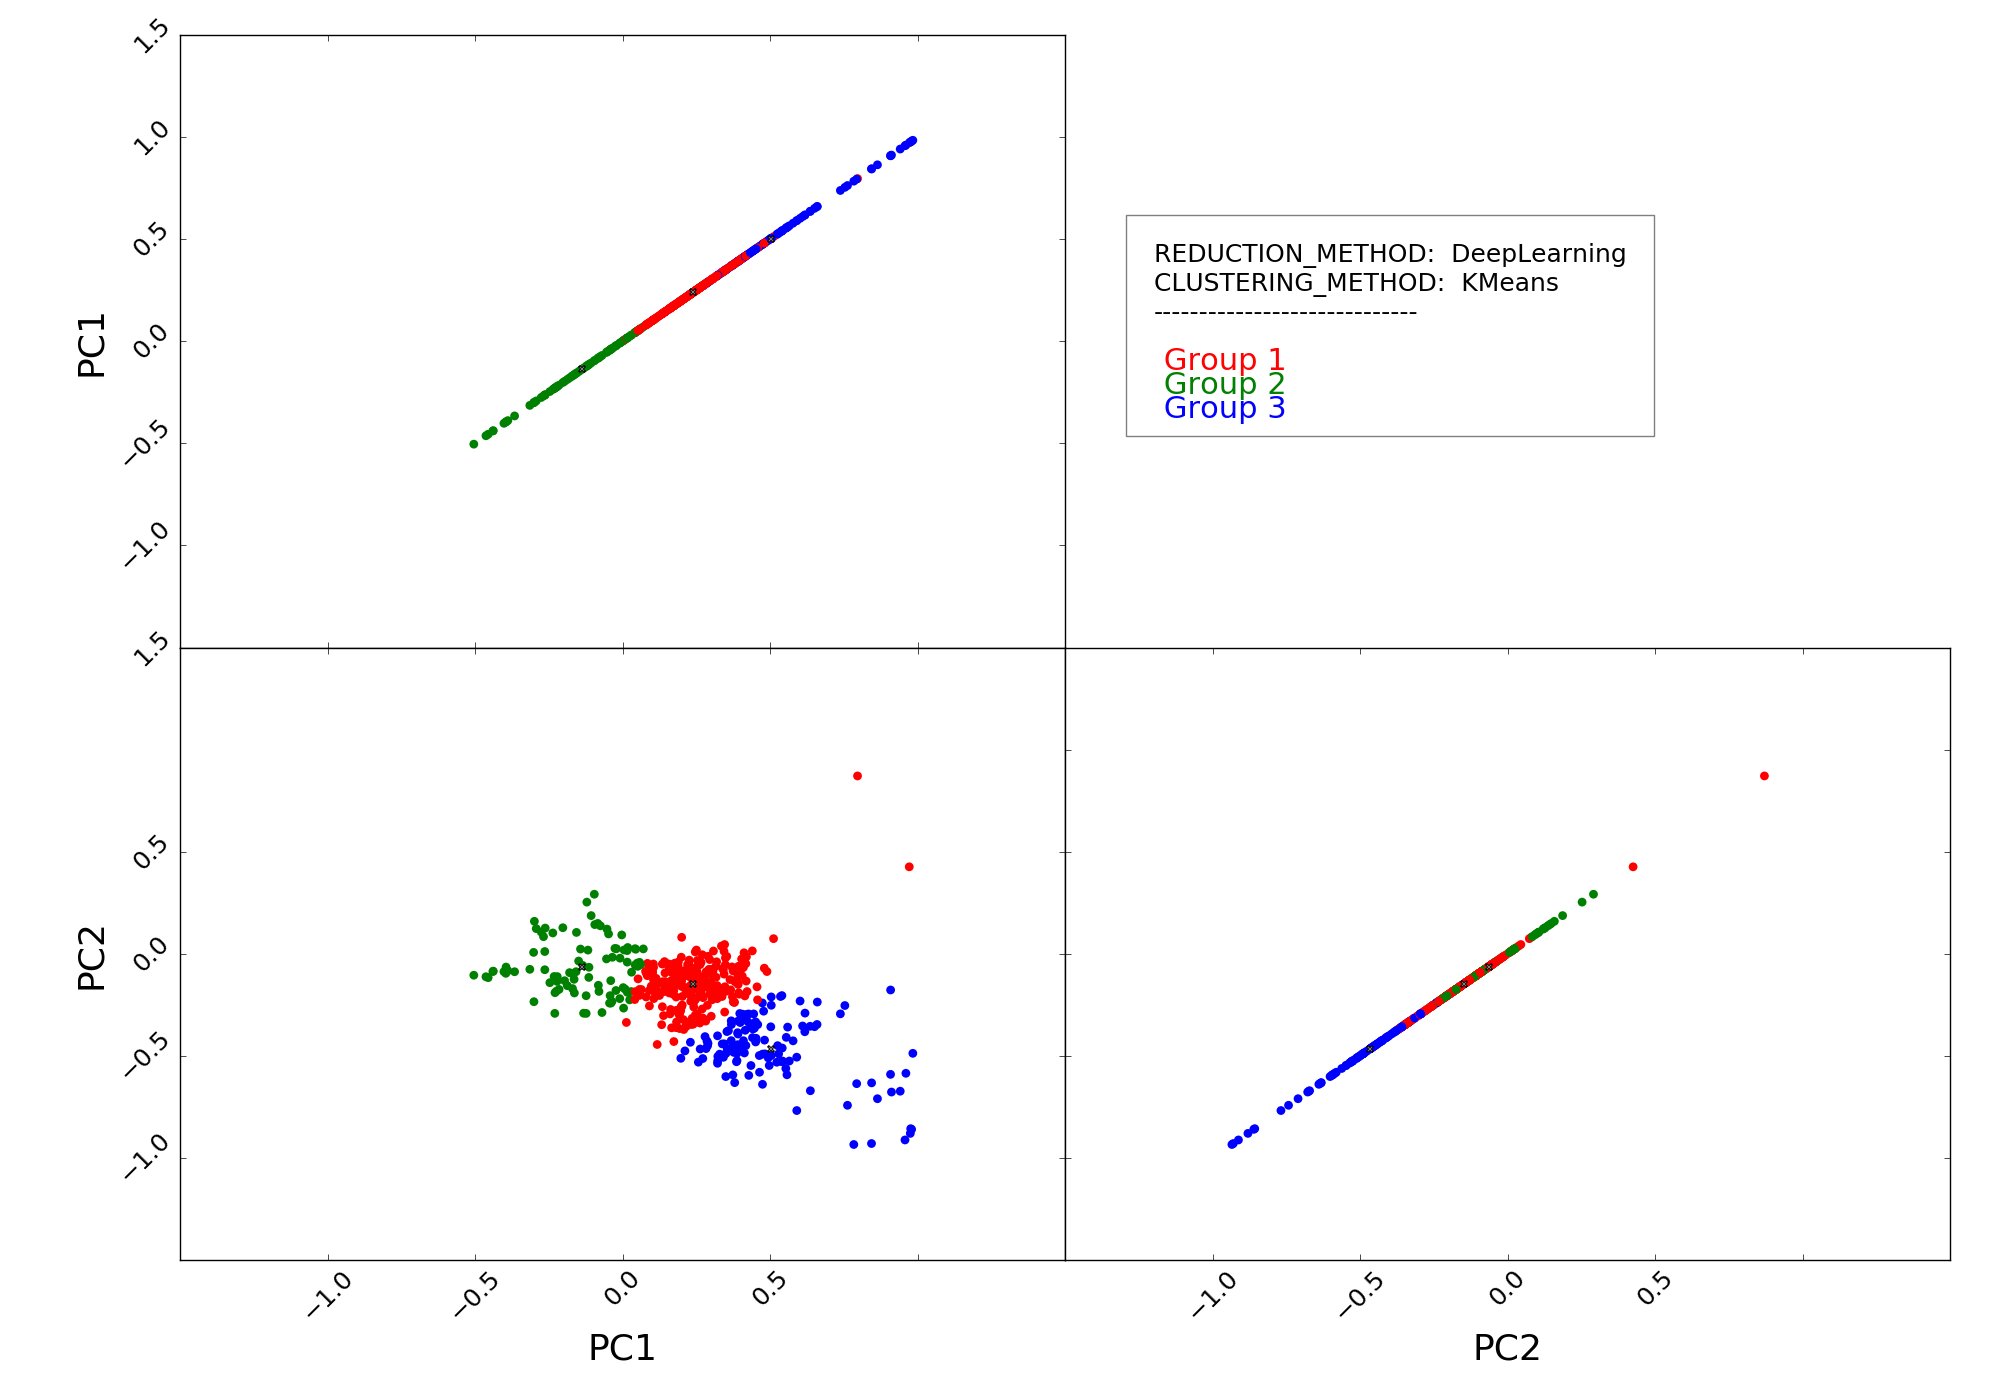 1.5
1.0
0.5
0.0
−0.5
−1.0
PC1
REDUCTION_METHOD:  DeepLearning
CLUSTERING_METHOD:  KMeans
-----------------------------
Group 1
Group 2
Group 3
1.5
0.5
0.0
−0.5
−1.0
PC2
−1.0 −0.5 0.0 0.5
PC1
−1.0 −0.5 0.0 0.5
PC2